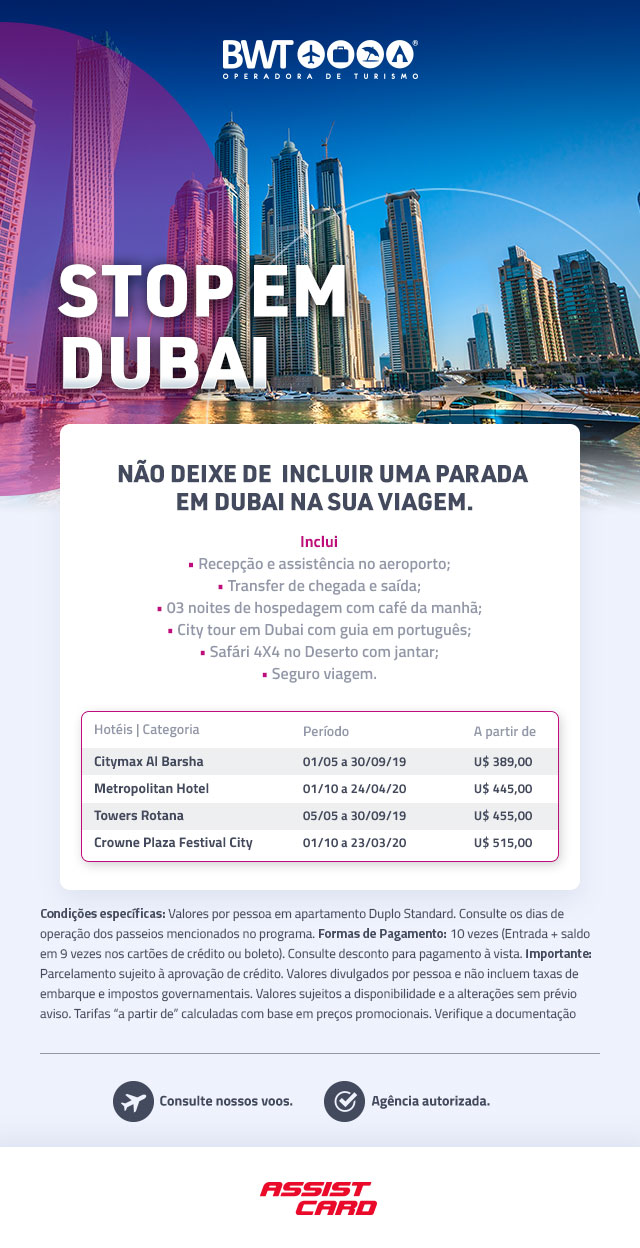 BWT
OPERADORA DE TURISMO
STOP EM
DUBAI
NÃO DEIXE DE INCLUIR UMA PARADA
EM DUBAI NA SUA VIAGEM.
Inclui
▪ Recepção e assistência no aeroporto;
▪ Transfer de chegada e saída;
▪ 03 noites de hospedagem com café da manhã;
▪ City tour em Dubai com guia em português;
▪ Safári 4X4 no Deserto com jantar;
▪ Seguro viagem.
Hotéis | Categoria Período A partir de
Citymax Al Barsha 01/05 a 30/09/19 U$ 389,00
Metropolitan Hotel 01/10 a 24/04/20 U$ 445,00
Towers Rotana 05/05 a 30/09/19 U$ 455,00
Crowne Plaza Festival City 01/10 a 23/03/20 U$ 515,00
Condições específicas: Valores por pessoa em apartamento Duplo Standard. Consulte os dias de
operação dos passeios mencionados no programa. Formas de Pagamento: 10 vezes (Entrada + saldo
em 9 vezes nos cartões de crédito ou boleto). Consulte desconto para pagamento à vista. Importante:
Parcelamento sujeito à aprovação de crédito. Valores divulgados por pessoa e não incluem taxas de
embarque e impostos governamentais. Valores sujeitos a disponibilidade e a alterações sem prévio
aviso. Tarifas “a partir de” calculadas com base em preços promocionais. Verifique a documentação
Consulte nossos voos. Agência autorizada.
ASSIST
CARD